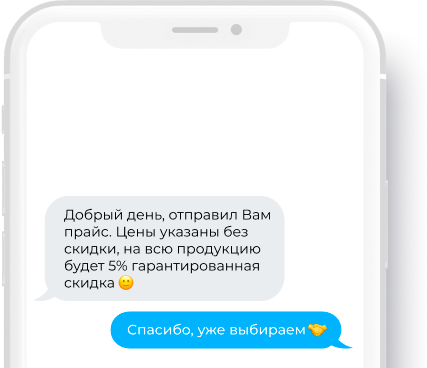 Добрый день, отправил Вам
прайс. Цены указаны без
скидки, на всю продукцию
будет 5% гарантированная
скидка 🙂
Спасибо, уже выбираем 🤝